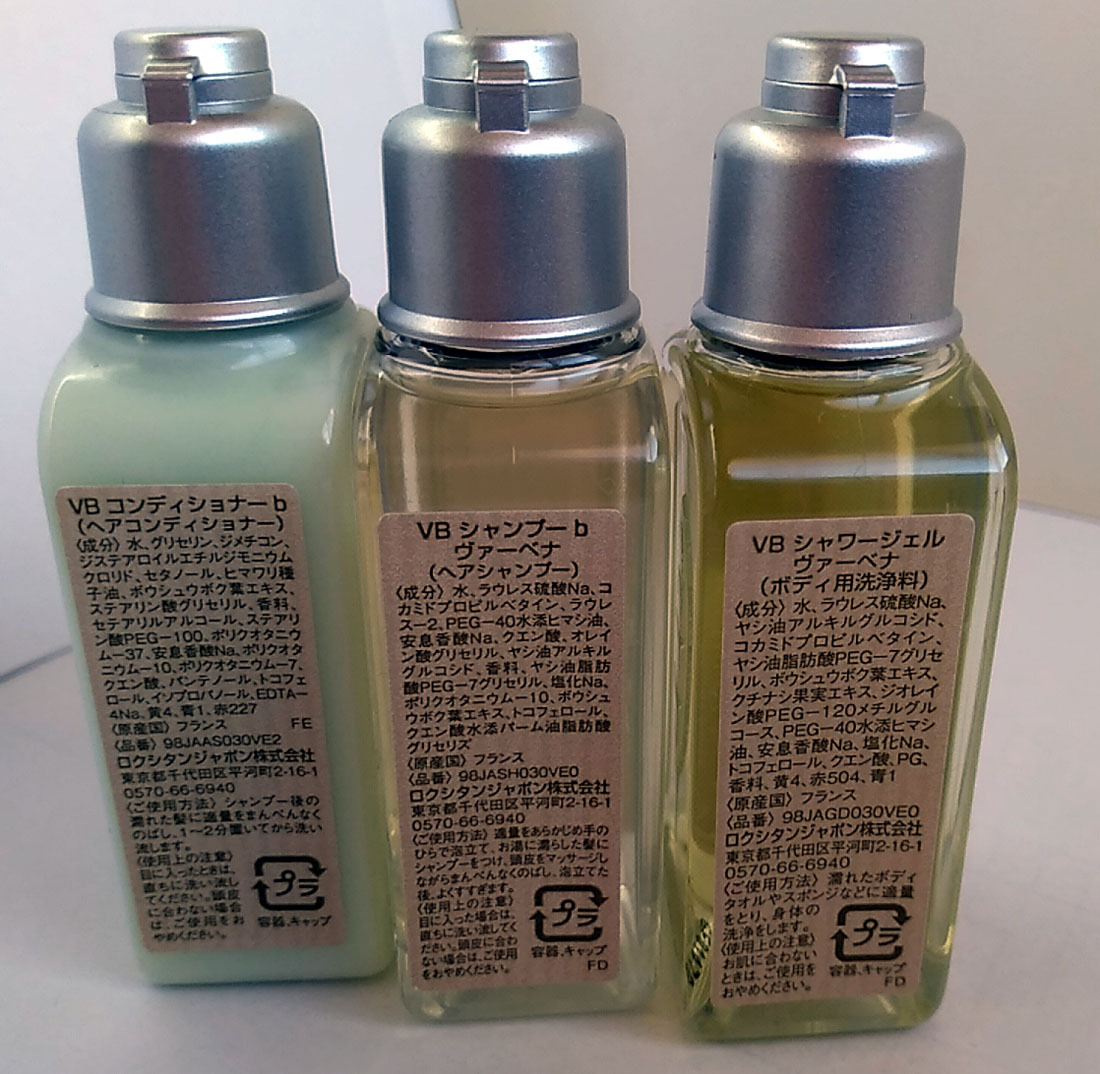 VB コンディショナー b
(ヘアコンディショナー)
〈成分〉水、グリセリン、ジメチコン、
ジステアロイルエチルジモニウム
クロリド、セタノール、ヒマワリ種
子油、ボウシュウボク葉エキス、
ステアリン酸グリセリル、香料、
セテアリルアルコール、ステアリ
ン酸PEG-100、ポリクオタニウ
ム-37、安息香酸Na、ポリクオタ
ニウム-10、ポリクオタニウム-7、
クエン酸、パンテノール、トコフェ
ロール、イソプロパノール、EDTA-
4Na、黄4、青1、赤227
〈原産国〉フランス FE
〈品番〉98JAAS030VE2
ロクシタンジャポン株式会社
東京都千代田区平河町2-16-1
0570-66-6940
〈ご使用方法〉シャンプー後の
濡れた髪に適量をまんべんなく
のばし、1〜2分置いてから洗い
流します。
〈使用上の注意〉
目に入ったときは、
直ちに洗い流し
てください。頭皮
に合わない場合
は、ご使用をお
やめください。
プラ
容器、キャップ
VB シャンプー b
ヴァーベナ
(ヘアシャンプー)
〈成分〉水、ラウレス硫酸Na、コ
カミドプロピルベタイン、ラウレ
ス-2、PEG-40水添ヒマシ油、
安息香酸Na、クエン酸、オレイ
ン酸グリセリル、ヤシ油アルキル
グルコシド、香料、ヤシ油脂肪
酸PEG-7グリセリル、塩化Na、
ポリクオタニウム-10、ボウシュ
ウボク葉エキス、トコフェロール、
クエン酸水添パーム油脂肪酸
グリセリズ
〈原産国〉フランス
〈品番〉98JASH030VE0
ロクシタンジャポン株式会社
東京都千代田区平河町2-16-1
0570-66-6940
〈ご使用方法〉適量をあらかじめ手の
ひらで泡立て、お湯に濡らした髪に
シャンプーをつけ、頭皮をマッサージし
ながらまんべんなくのばし、泡立てた
後、よくすすぎます。
〈使用上の注意〉
目に入った場合は、
直ちに洗い流してく
ださい。頭皮に合わ
ない場合は、ご使用
をおやめください。
プラ
容器、キャップ
FD
VB シャワージェル
ヴァーベナ
(ボディ用洗浄料)
〈成分〉水、ラウレス硫酸Na、
ヤシ油アルキルグルコシド、
コカミドプロピルベタイン、
ヤシ油脂肪酸PEG-7グリセ
リル、ボウシュウボク葉エキス、
クチナシ果実エキス、ジオレイ
ン酸PEG-120メチルグル
コース、PEG-40水添ヒマシ
油、安息香酸Na、塩化Na、
トコフェロール、クエン酸、PG、
香料、黄4、赤504、青1
〈原産国〉フランス
〈品番〉98JAGD030VE0
ロクシタンジャポン株式会社
東京都千代田区平河町2-16-1
0570-66-6940
〈ご使用方法〉濡れたボディ
タオルやスポンジなどに適量
をとり、身体の
洗浄をします。
〈使用上の注意〉
お肌に合わない
ときは、ご使用を
おやめください。
プラ
容器、キャップ
FD